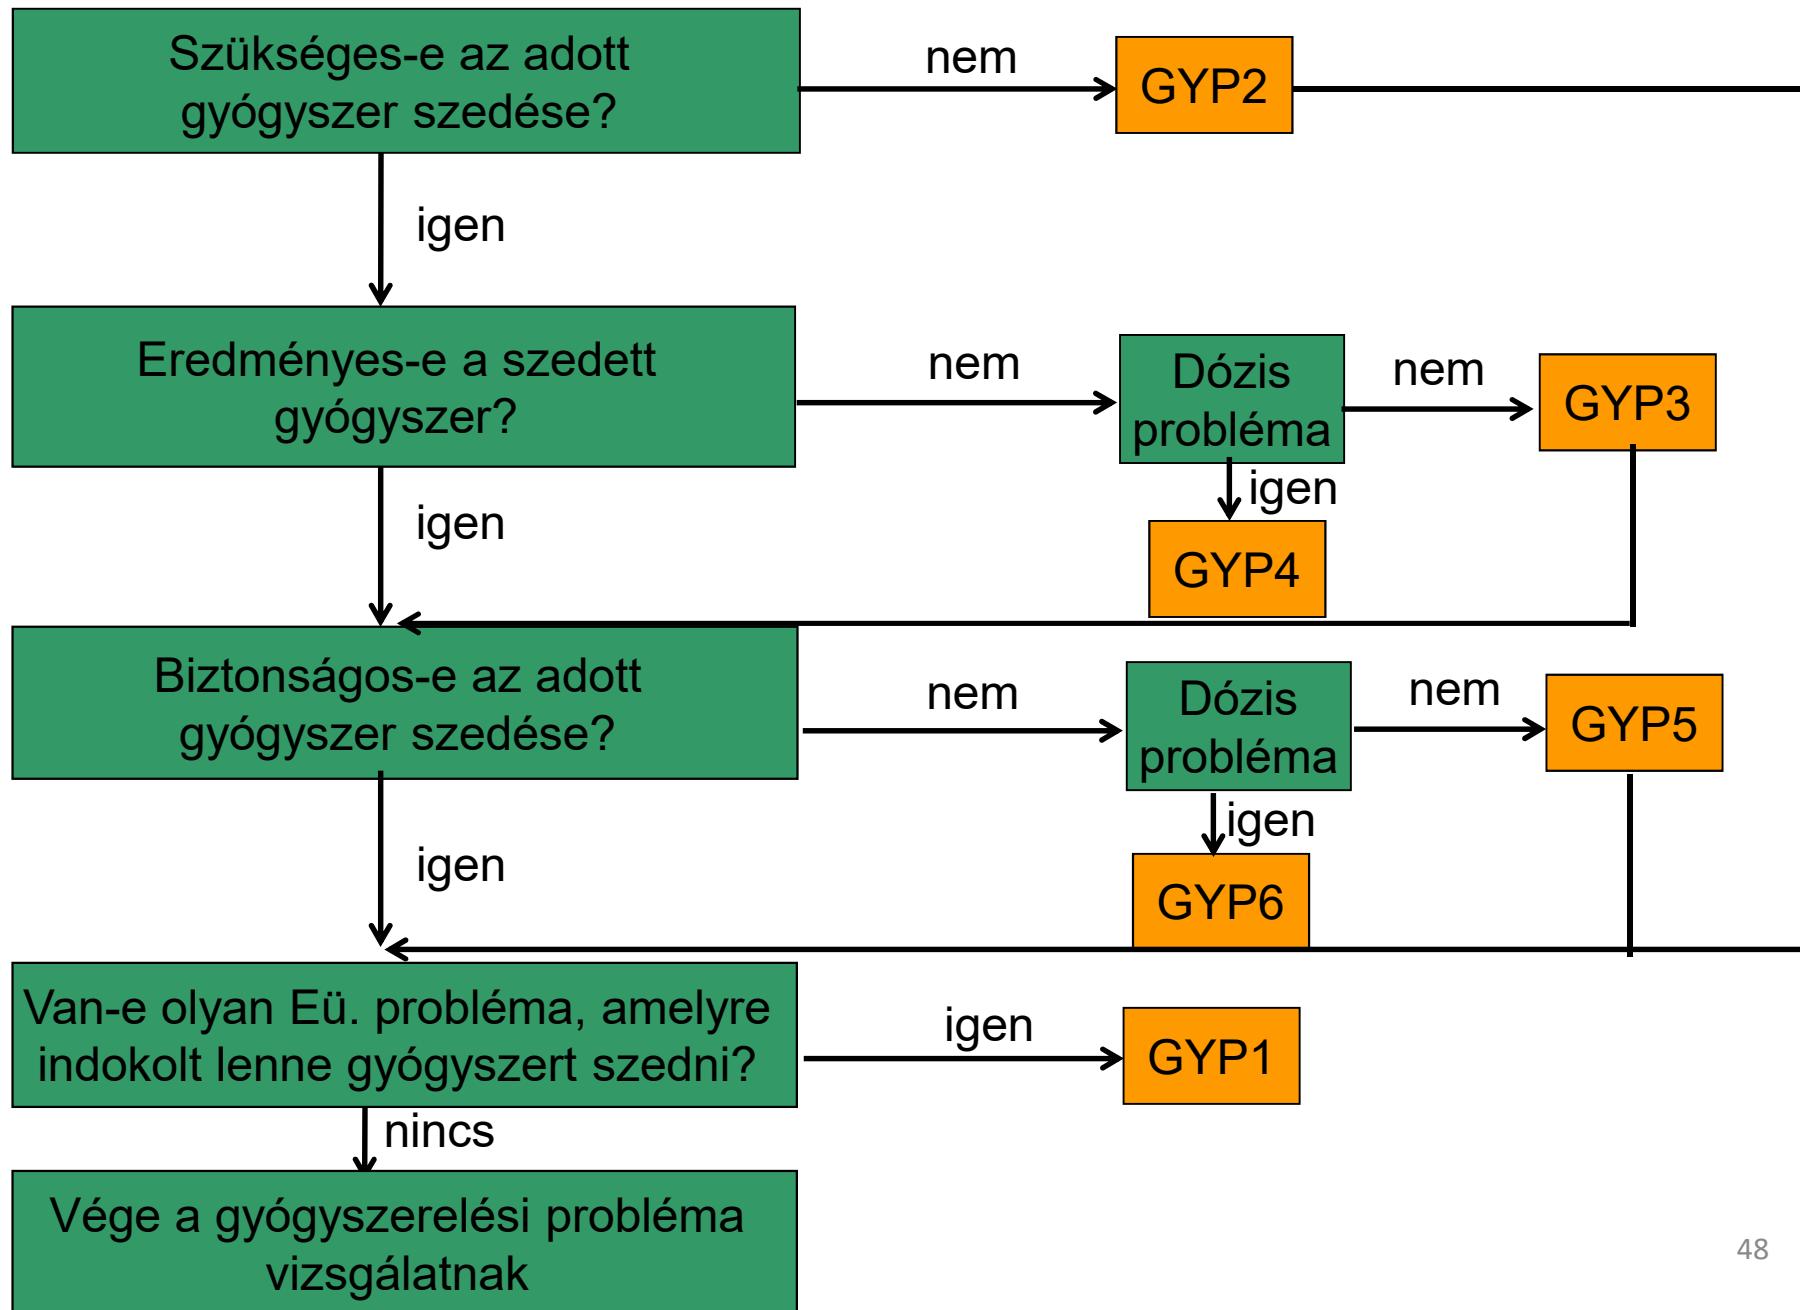 Szükséges-e az adott
gyógyszer szedése?
nem
GYP2
igen
Eredményes-e a szedett
gyógyszer?
nem
Dózis
probléma
nem
GYP3
igen
GYP4
igen
Biztonságos-e az adott
gyógyszer szedése?
nem
Dózis
probléma
nem
GYP5
igen
GYP6
igen
Van-e olyan Eü. probléma, amelyre
indokolt lenne gyógyszert szedni?
igen
GYP1
nincs
Vége a gyógyszerelési probléma
vizsgálatnak
48